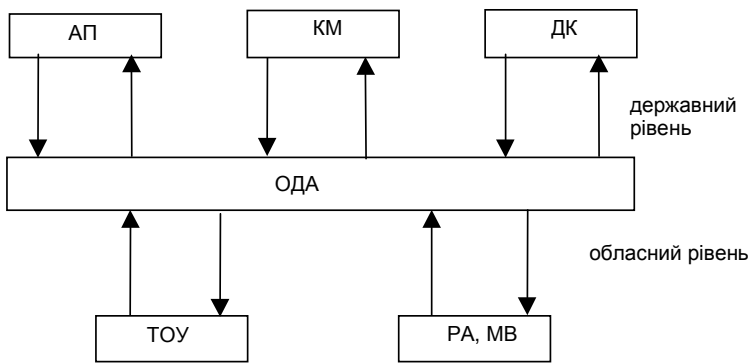 АП
КМ
ДК
державний
рівень
ОДА
обласний рівень
ТОУ
РА, МВ